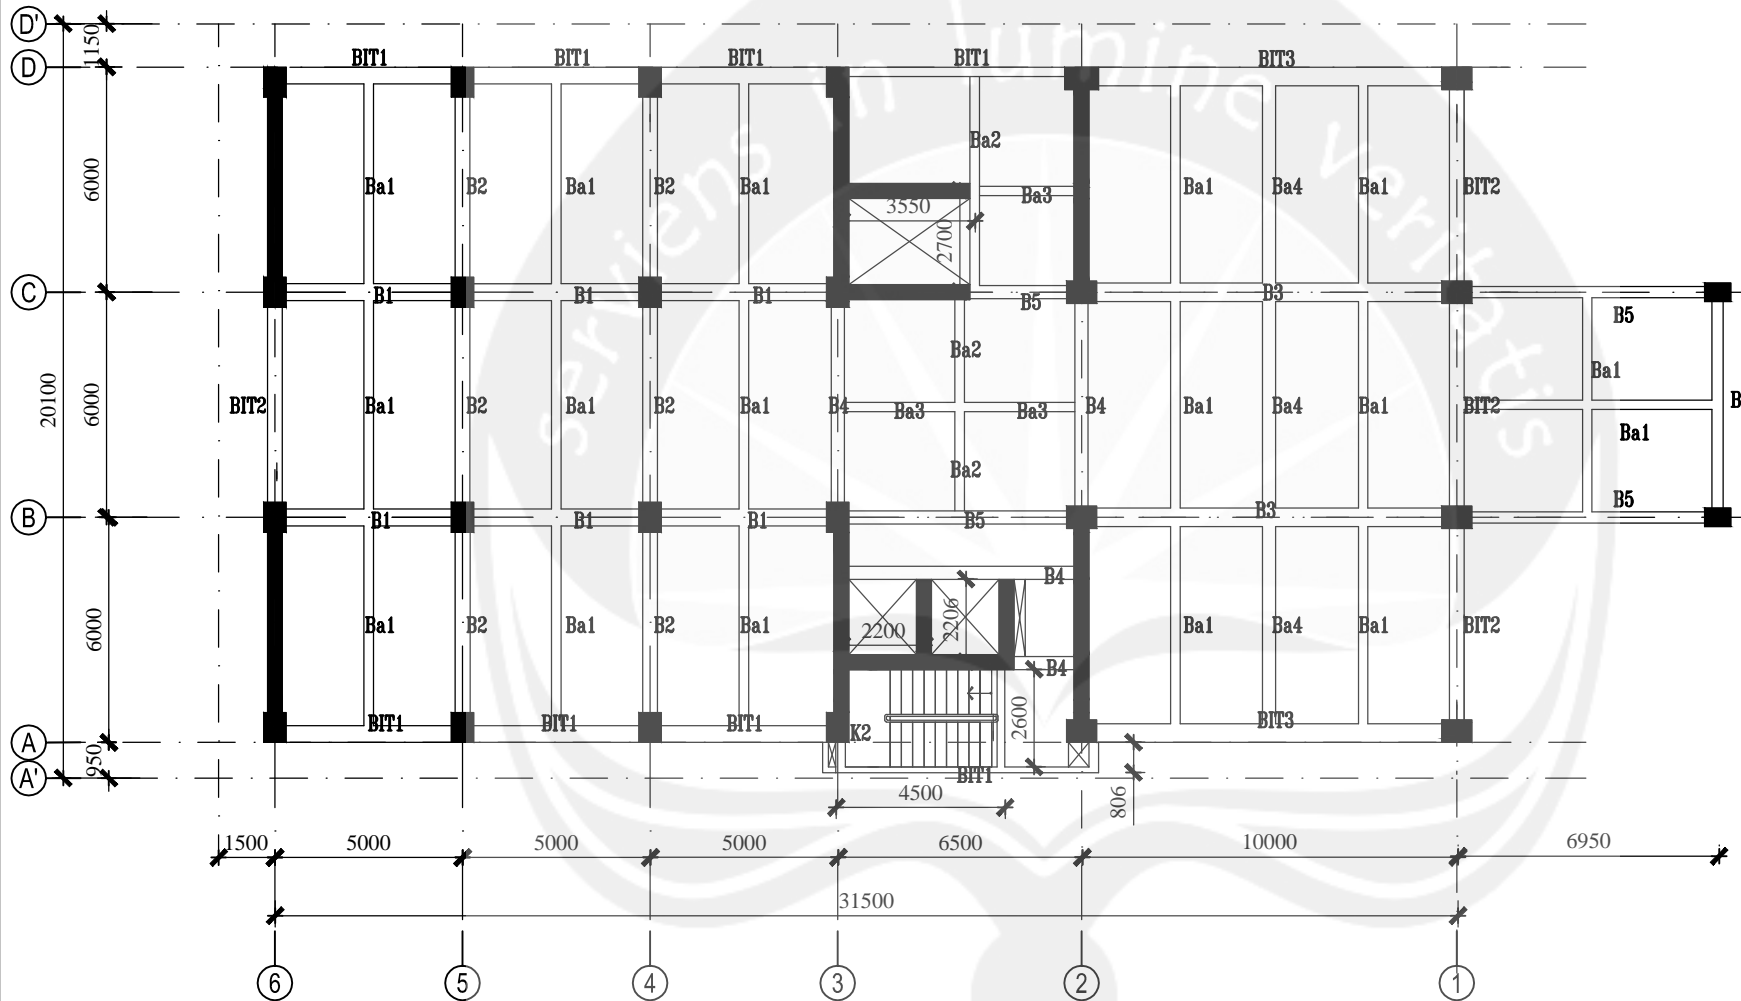 D'
1150
serviens in lumine veritatis
BIT1 BIT1 BIT1 BIT1 BIT3
D
6000
Ba2
Ba1 B2 Ba1 B2 Ba1 Ba1 Ba4 Ba1 BIT2
Ba3
3550
2700
C
B1 B1 B1 B5 B3
B5
Ba2
Ba1
20100
6000
BIT2 Ba1 B2 Ba1 B2 Ba1 B4 Ba3 Ba3 B4 Ba1 Ba4 Ba1 BIT2
Ba1
Ba2
B5
B
B1 B1 B1 B5 B3
B4
6000
Ba1 B2 Ba1 B2 Ba1 2200 2206 Ba1 Ba4 Ba1 BIT2
B4
2600
BIT1 BIT1 BIT1 K2 BIT3
A
950
A'
BIT1
4500
806
1500 5000 5000 5000 6500 10000 6950
31500
6 5 4 3 2 1